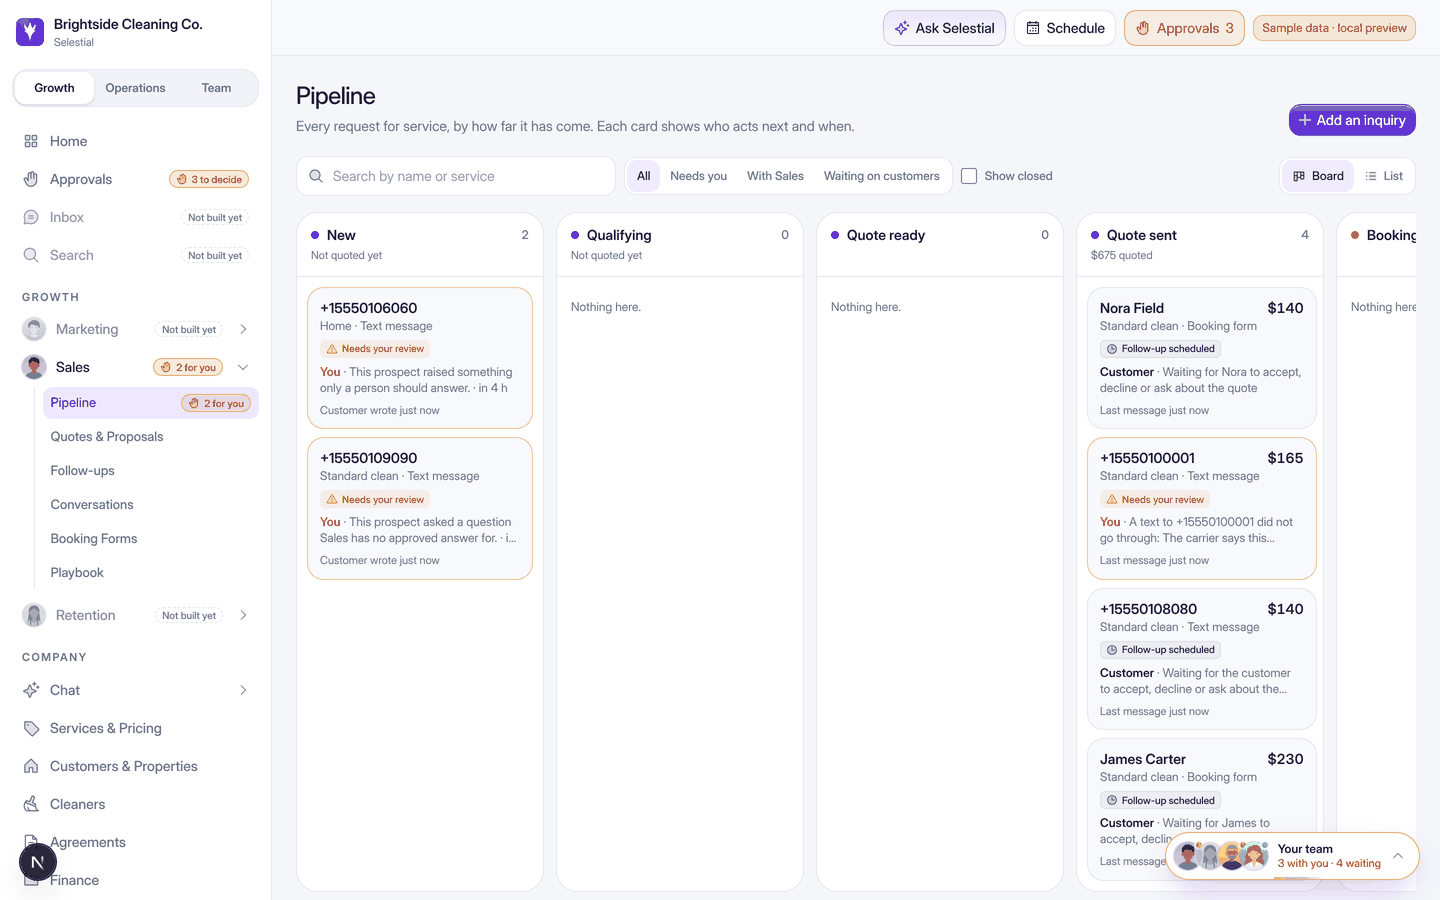 Brightside Cleaning Co.
Selestial
Growth
Operations
Team
Home
Approvals
3 to decide
Inbox
Not built yet
Search
Not built yet
GROWTH
Marketing
Not built yet
Sales
2 for you
Pipeline
2 for you
Quotes & Proposals
Follow-ups
Conversations
Booking Forms
Playbook
Retention
Not built yet
COMPANY
Chat
Services & Pricing
Customers & Properties
Cleaners
Agreements
N
Finance
Ask Selestial
Schedule
Approvals 3
Sample data · local preview
Pipeline
Every request for service, by how far it has come. Each card shows who acts next and when.
+ Add an inquiry
Search by name or service
All
Needs you
With Sales
Waiting on customers
Show closed
Board
List
New 2
Not quoted yet
+15550106060
Home · Text message
Needs your review
You · This prospect raised something
only a person should answer. · in 4 h
Customer wrote just now
+15550109090
Standard clean · Text message
Needs your review
You · This prospect asked a question
Sales has no approved answer for. · i...
Customer wrote just now
Qualifying 0
Not quoted yet
Nothing here.
Quote ready 0
Nothing here.
Quote sent 4
$675 quoted
Nora Field $140
Standard clean · Booking form
Follow-up scheduled
Customer · Waiting for Nora to accept,
decline or ask about the quote
Last message just now
+15550100001 $165
Standard clean · Text message
Needs your review
You · A text to +15550100001 did not
go through: The carrier says this...
Last message just now
+15550108080 $140
Standard clean · Text message
Follow-up scheduled
Customer · Waiting for the customer
to accept, decline or ask about the...
Last message just now
James Carter $230
Standard clean · Booking form
Follow-up scheduled
Customer · Waiting for James to
accept,
Last message
Booking
Nothing here
Your team
3 with you · 4 waiting